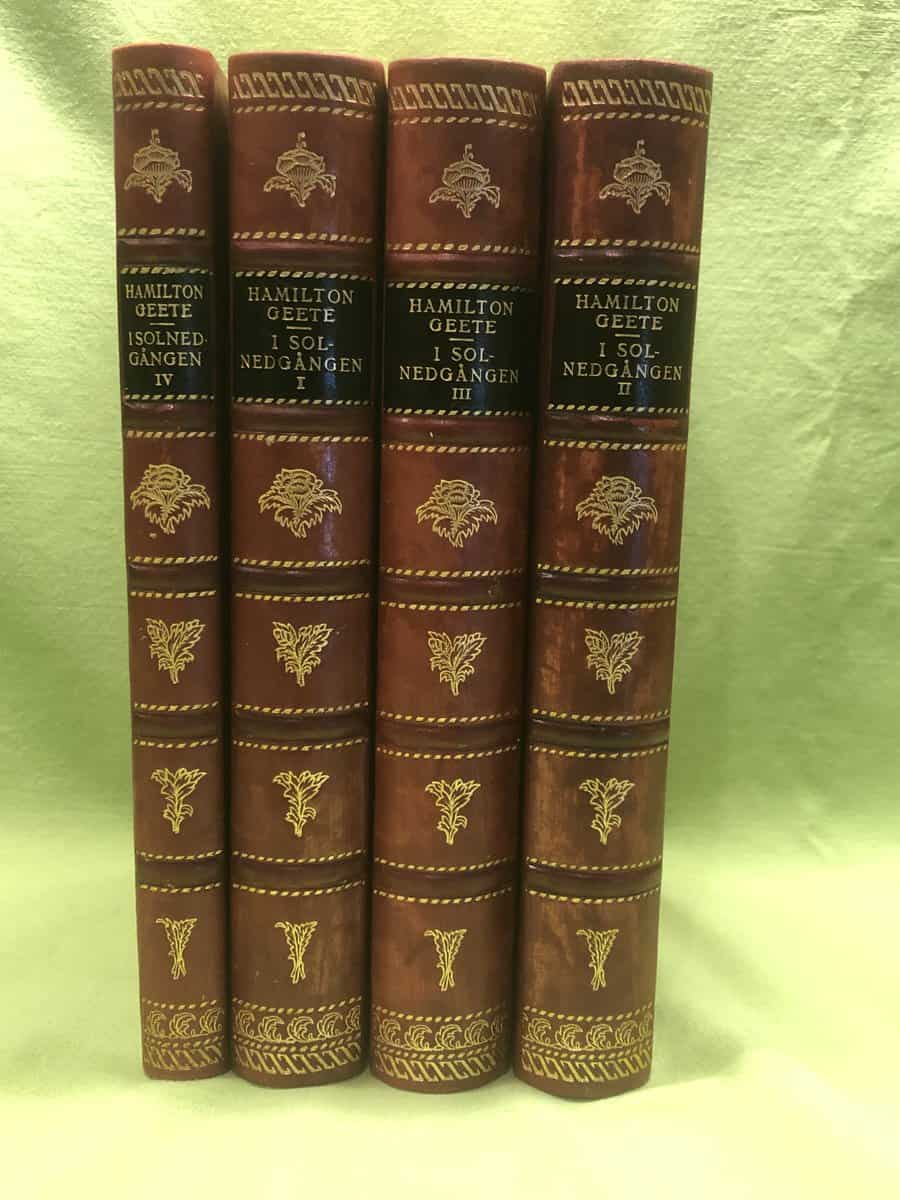 HAMILTON
GEETE
I SOLNED-
GÅNGEN
IV
HAMILTON
GEETE
I SOL-
NEDGÅNGEN
I
HAMILTON
GEETE
I SOL-
NEDGÅNGEN
III
HAMILTON
GEETE
I SOL-
NEDGÅNGEN
II